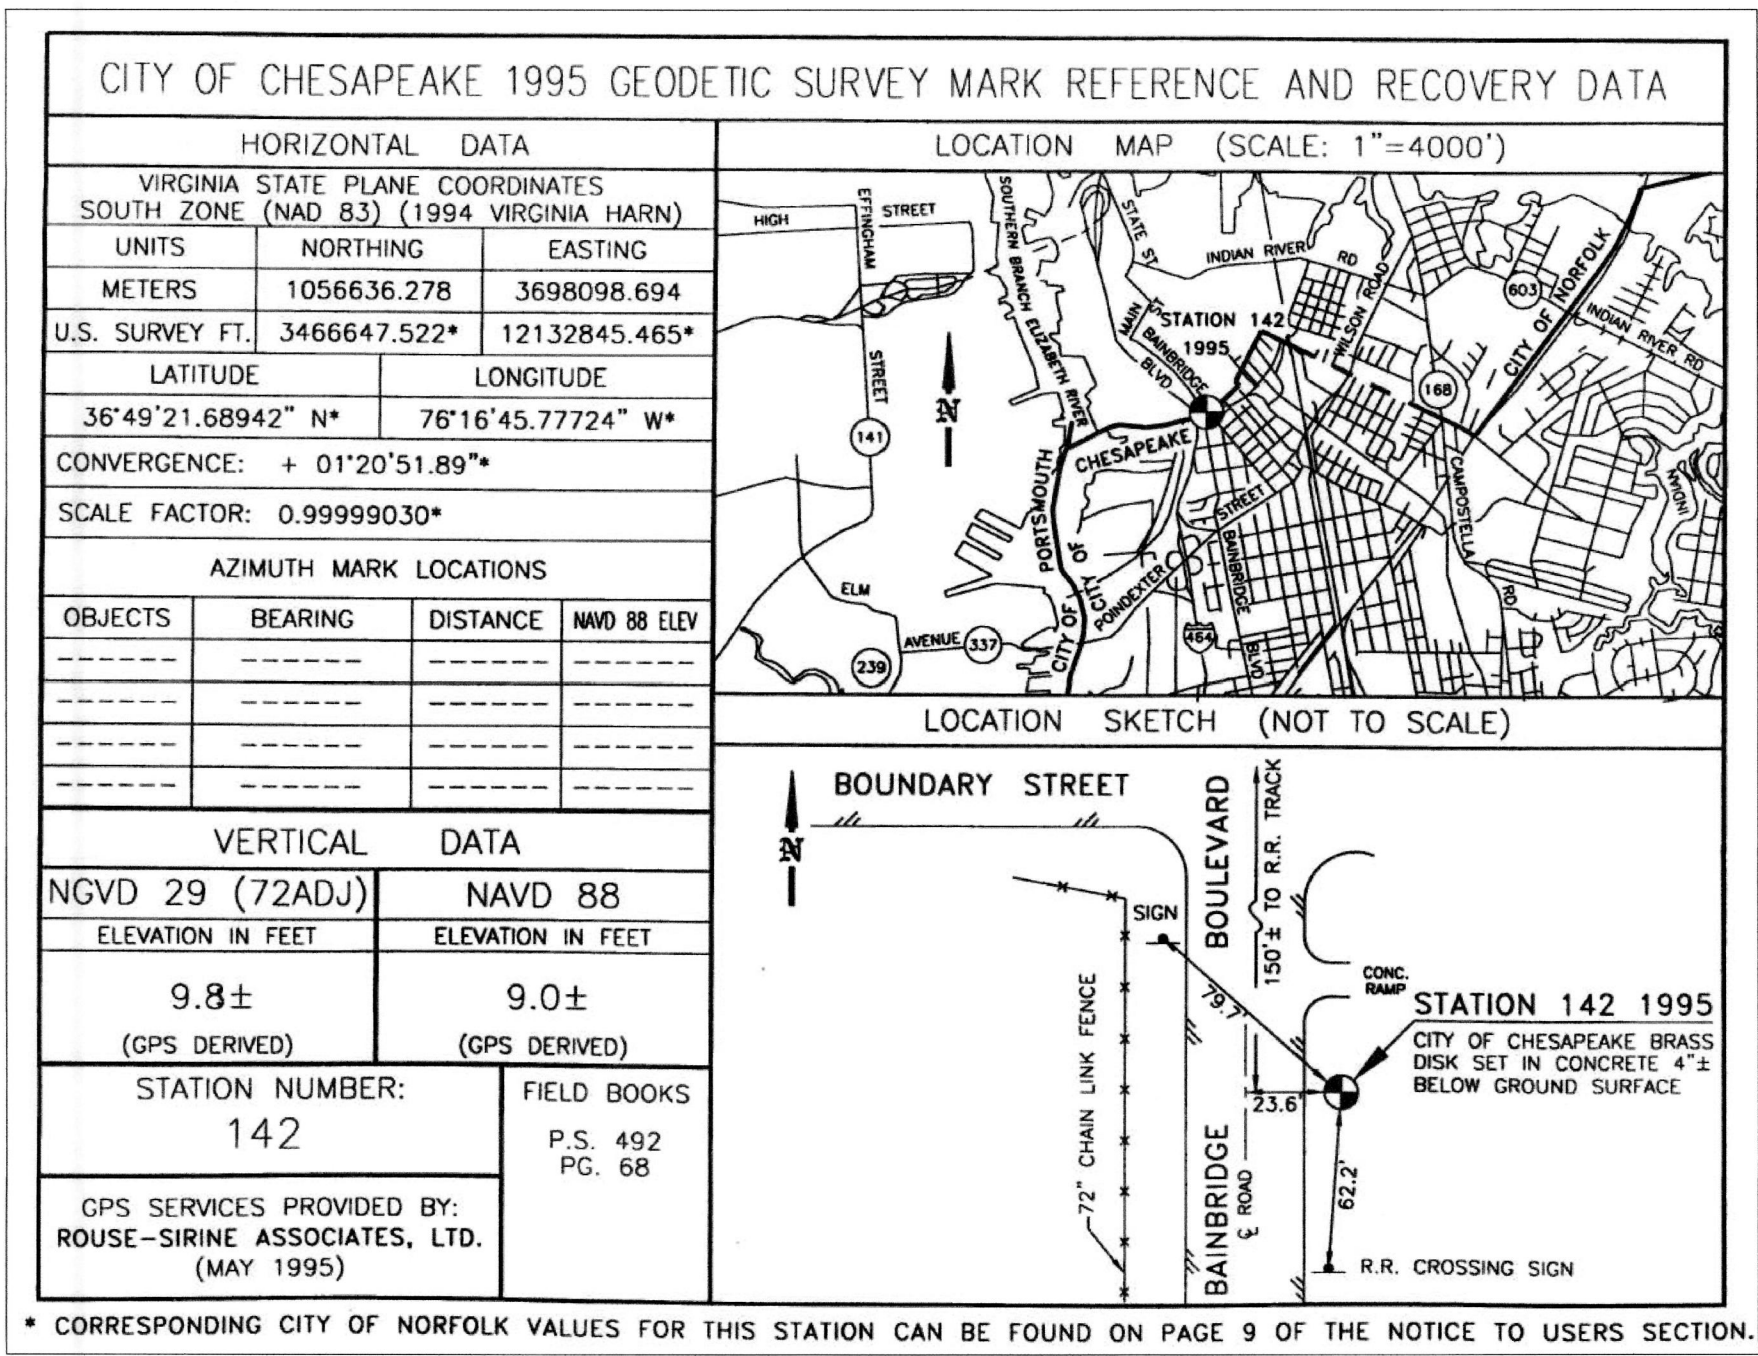 CITY OF CHESAPEAKE 1995 GEODETIC SURVEY MARK REFERENCE AND RECOVERY DATA
HORIZONTAL DATA
VIRGINIA STATE PLANE COORDINATES
SOUTH ZONE (NAD 83) (1994 VIRGINIA HARN)
UNITS NORTHING EASTING
METERS 1056636.278 3698098.694
U.S. SURVEY FT. 3466647.522* 12132845.465*
LATITUDE LONGITUDE
36°49'21.68942" N* 76°16'45.77724" W*
CONVERGENCE: + 01°20'51.89"*
SCALE FACTOR: 0.99999030*
AZIMUTH MARK LOCATIONS
OBJECTS BEARING DISTANCE NAVD 88 ELEV
------ ------ ------ ------
------ ------ ------ ------
------ ------ ------ ------
------ ------ ------ ------
VERTICAL DATA
NGVD 29 (72ADJ) NAVD 88
ELEVATION IN FEET ELEVATION IN FEET
9.8± 9.0±
(GPS DERIVED) (GPS DERIVED)
STATION NUMBER:
142
FIELD BOOKS
P.S. 492
PG. 68
GPS SERVICES PROVIDED BY:
ROUSE-SIRINE ASSOCIATES, LTD.
(MAY 1995)
LOCATION MAP (SCALE: 1"=4000')
HIGH STREET
EFFINGHAM
STREET
141
N
SOUTHERN BRANCH ELIZABETH RIVER
STATE ST
INDIAN RIVER RD
MAIN ST
BAINBRIDGE
BLVD
STATION 142
1995
WILSON ROAD
603
CITY OF NORFOLK
INDIAN RIVER RD
168
CHESAPEAKE
CITY OF
PORTSMOUTH
CITY OF
POINDEXTER
STREET
BAINBRIDGE
BLVD
464
CAMPOSTELLA
RD
INDIAN
ELM
AVENUE
337
239
LOCATION SKETCH (NOT TO SCALE)
BOUNDARY STREET
N
SIGN
BOULEVARD
150'± TO R.R. TRACK
CONC.
RAMP
79.7'
STATION 142 1995
CITY OF CHESAPEAKE BRASS
DISK SET IN CONCRETE 4"±
BELOW GROUND SURFACE
23.6'
72" CHAIN LINK FENCE
BAINBRIDGE
℄ ROAD
62.2'
R.R. CROSSING SIGN
* CORRESPONDING CITY OF NORFOLK VALUES FOR THIS STATION CAN BE FOUND ON PAGE 9 OF THE NOTICE TO USERS SECTION.